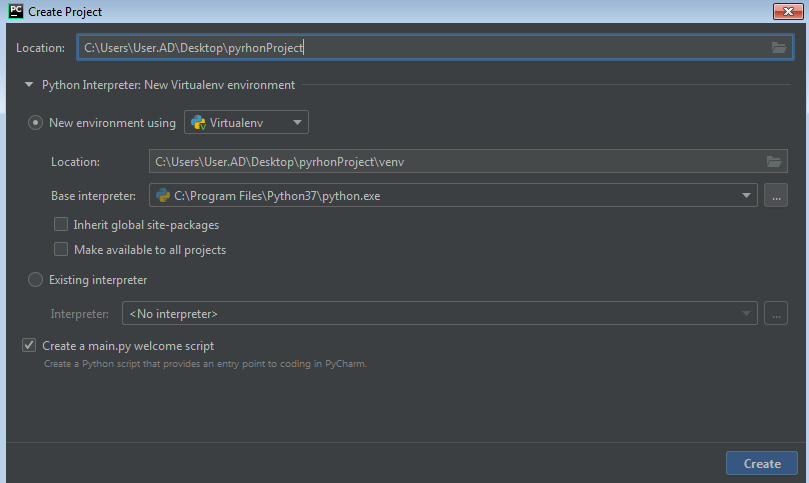 PC Create Project
Location: C:\Users\User.AD\Desktop\pyrhonProject
Python Interpreter: New Virtualenv environment
New environment using Virtualenv
Location: C:\Users\User.AD\Desktop\pyrhonProject\venv
Base interpreter: C:\Program Files\Python37\python.exe ...
Inherit global site-packages
Make available to all projects
Existing interpreter
Interpreter: <No interpreter> ...
Create a main.py welcome script
Create a Python script that provides an entry point to coding in PyCharm.
Create